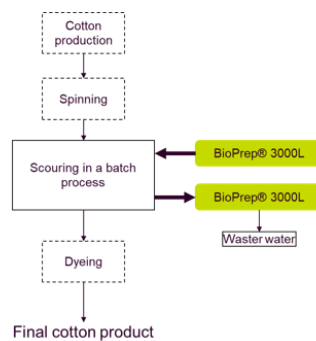 Cotton
production
Spinning
Scouring in a batch
process
BioPrep® 3000L
BioPrep® 3000L
Waster water
Dyeing
Final cotton product